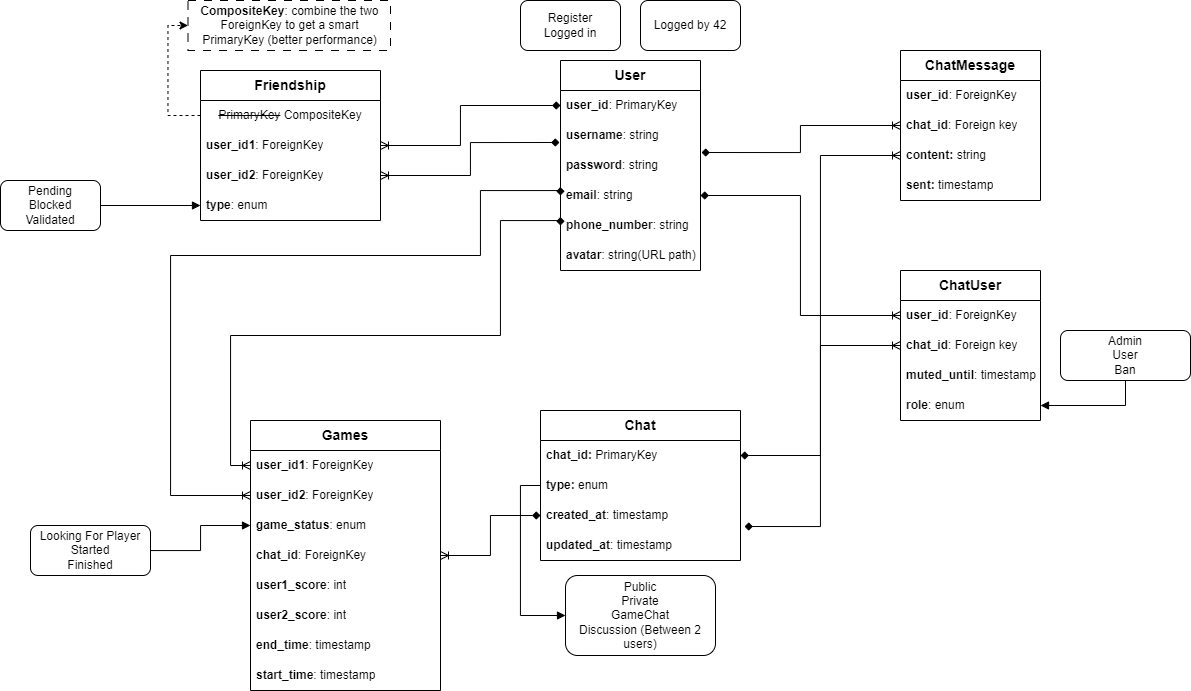 CompositeKey: combine the two
ForeignKey to get a smart
PrimaryKey (better performance)
Register
Logged in
Logged by 42
Friendship
PrimaryKey CompositeKey
user_id1: ForeignKey
user_id2: ForeignKey
type: enum
Pending
Blocked
Validated
User
user_id: PrimaryKey
username: string
password: string
email: string
phone_number: string
avatar: string(URL path)
ChatMessage
user_id: ForeignKey
chat_id: Foreign key
content: string
sent: timestamp
ChatUser
user_id: ForeignKey
chat_id: Foreign key
muted_until: timestamp
role: enum
Admin
User
Ban
Games
user_id1: ForeignKey
user_id2: ForeignKey
game_status: enum
chat_id: ForeignKey
user1_score: int
user2_score: int
end_time: timestamp
start_time: timestamp
Looking For Player
Started
Finished
Chat
chat_id: PrimaryKey
type: enum
created_at: timestamp
updated_at: timestamp
Public
Private
GameChat
Discussion (Between 2
users)